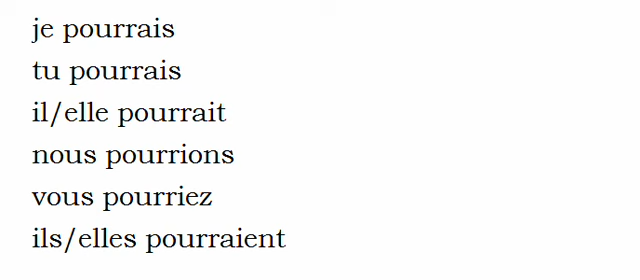 je pourrais
tu pourrais
il/elle pourrait
nous pourrions
vous pourriez
ils/elles pourraient